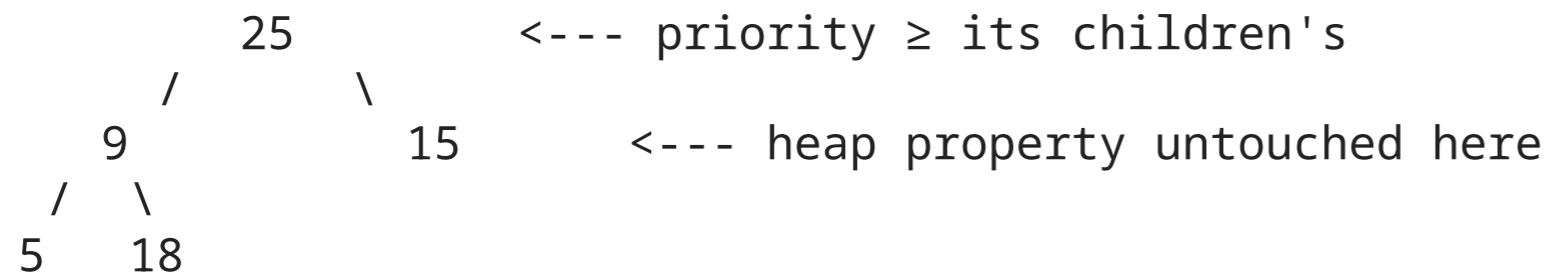 25 <--- priority ≥ its children's
/ \
9 15 <--- heap property untouched here
/ \
5 18